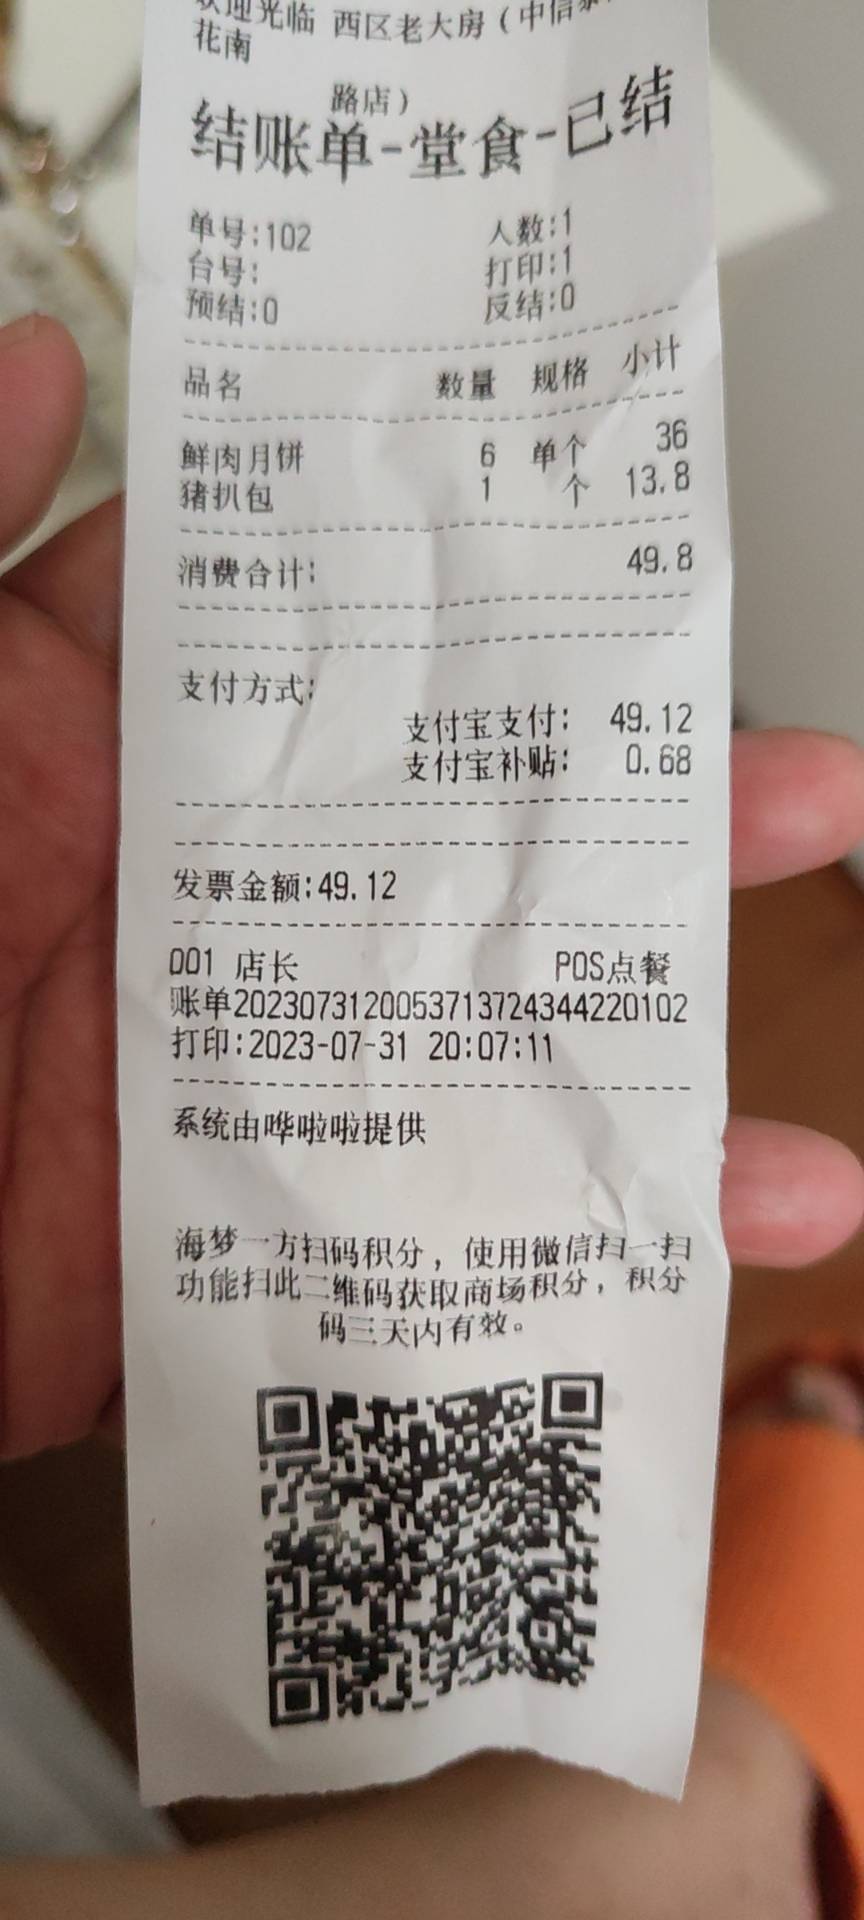 欢迎光临 西区老大房（中信泰
花南
路店）
结账单-堂食-已结
单号:102 人数:1
台号: 打印:1
预结:0 反结:0
品名 数量 规格 小计
鲜肉月饼 6 单个 36
猪扒包 1 个 13.8
消费合计: 49.8
支付方式:
支付宝支付: 49.12
支付宝补贴: 0.68
发票金额:49.12
001 店长 POS点餐
账单2023073120053713724344220102
打印:2023-07-31 20:07:11
系统由哗啦啦提供
海梦一方扫码积分，使用微信扫一扫
功能扫此二维码获取商场积分，积分
码三天内有效。